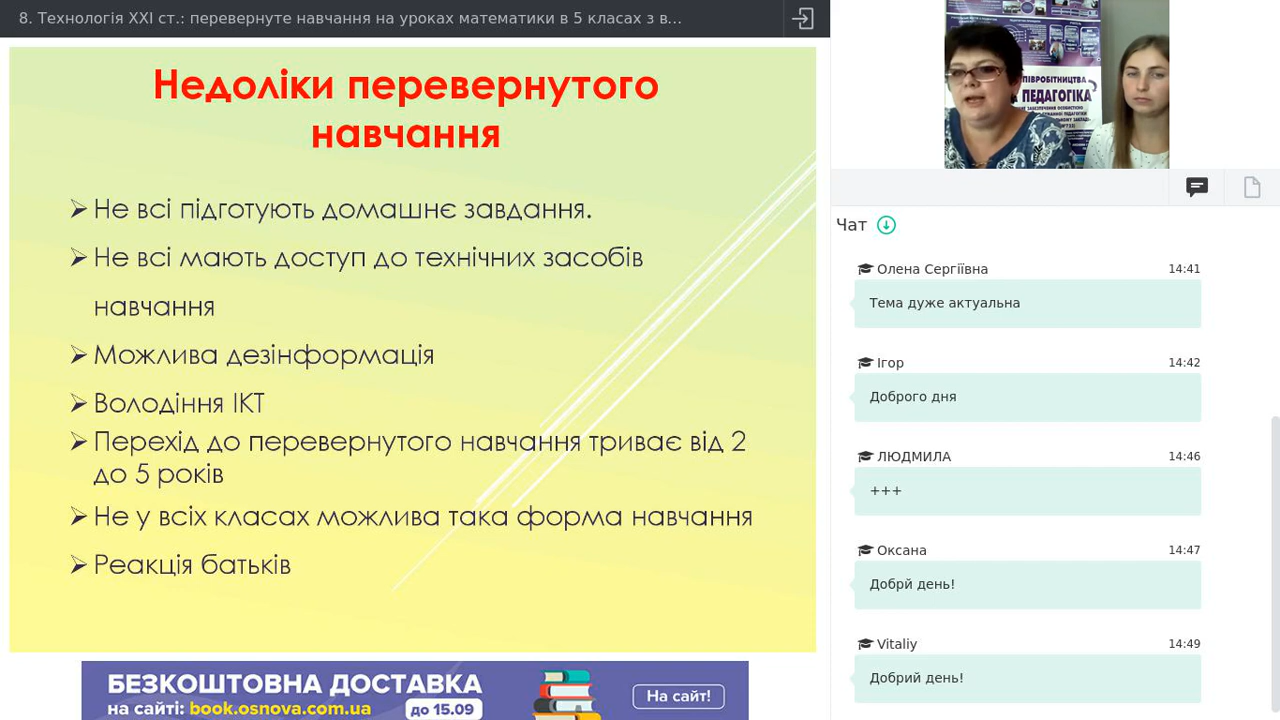 8. Технологія XXI ст.: перевернуте навчання на уроках математики в 5 класах з в...
Недоліки перевернутого
навчання
Не всі підготують домашнє завдання.
Не всі мають доступ до технічних засобів
навчання
Можлива дезінформація
Володіння ІКТ
Перехід до перевернутого навчання триває від 2
до 5 років
Не у всіх класах можлива така форма навчання
Реакція батьків
БЕЗКОШТОВНА ДОСТАВКА
на сайті: book.osnova.com.ua до 15.09
На сайт!
ПІВРОБІТНИЦТВА
ПЕДАГОГІКА
Чат
Олена Сергіївна 14:41
Тема дуже актуальна
Ігор 14:42
Доброго дня
ЛЮДМИЛА 14:46
+++
Оксана 14:47
Добрй день!
Vitaliy 14:49
Добрий день!